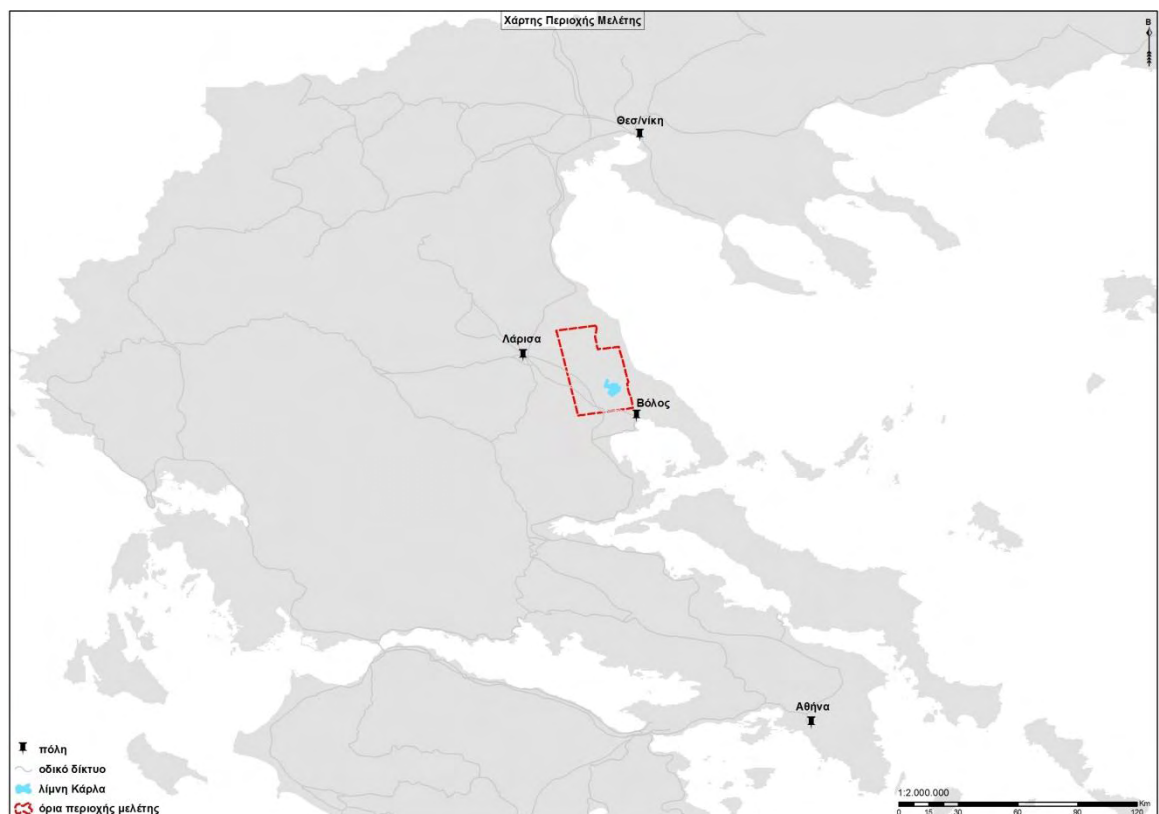 Χάρτης Περιοχής Μελέτης
Β
Θεσ/νίκη
Λάρισα
Βόλος
Αθήνα
πόλη
οδικό δίκτυο
λίμνη Κάρλα
όρια περιοχής μελέτης
1:2.000.000
Km
0 15 30 60 90 120